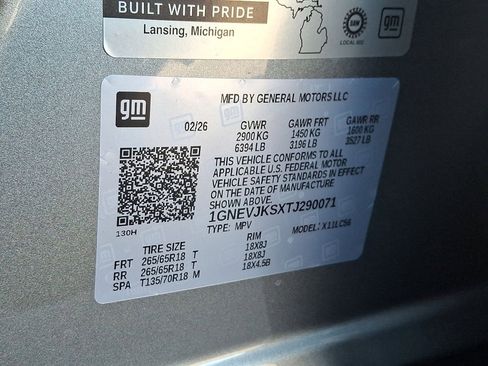 BUILT WITH PRIDE
Lansing, Michigan
UAW
LOCAL 602
gm
gm
MFD BY GENERAL MOTORS LLC
02/26 GVWR GAWR FRT GAWR RR
2900 KG 1450 KG 1600 KG
6394 LB 3196 LB 3527 LB
THIS VEHICLE CONFORMS TO ALL
APPLICABLE U.S. FEDERAL MOTOR
VEHICLE SAFETY STANDARDS IN EFFECT
ON THE DATE OF MANUFACTURE
SHOWN ABOVE.
1GNEVJKSXTJ290071
130H TYPE: MPV MODEL: X11LC56
TIRE SIZE RIM
FRT 265/65R18 T 18X8J
RR 265/65R18 T 18X8J
SPA T135/70R18 M 18X4.5B